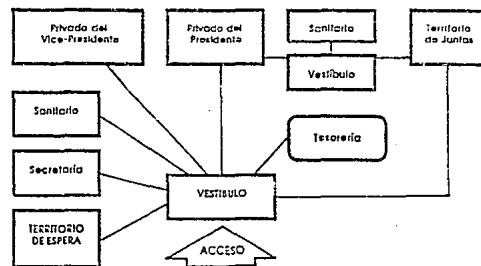 Privado del
Vice-Presidente
Privado del
Presidente
Sanitario
Territorio
de Juntas
Vestíbulo
Sanitario
Tesorería
Secretaría
VESTIBULO
TERRITORIO
DE ESPERA
ACCESO